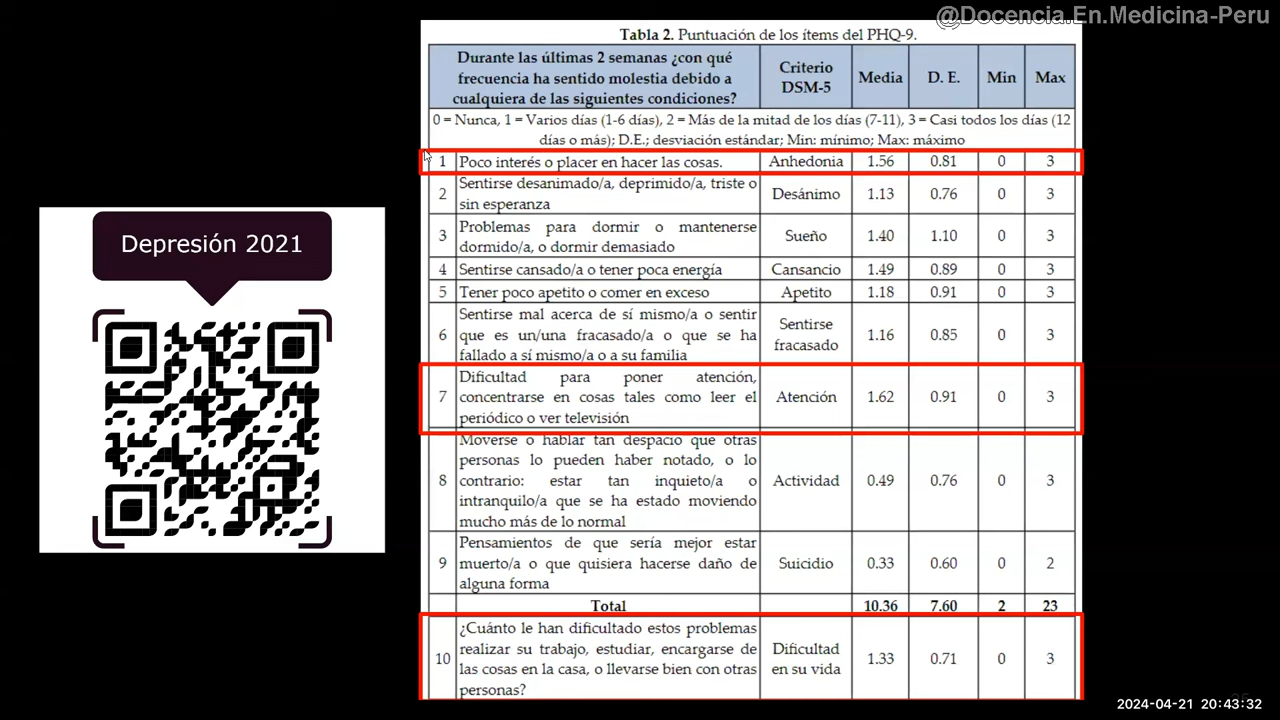 @Docencia.En.Medicina-Peru
Depresión 2021
Tabla 2. Puntuación de los ítems del PHQ-9.
Durante las últimas 2 semanas ¿con qué
frecuencia ha sentido molestia debido a
cualquiera de las siguientes condiciones?
Criterio
DSM-5
Media
D. E.
Min
Max
0 = Nunca, 1 = Varios días (1-6 días), 2 = Más de la mitad de los días (7-11), 3 = Casi todos los días (12
días o más); D.E.; desviación estándar; Min: mínimo; Max: máximo
1 Poco interés o placer en hacer las cosas. Anhedonia 1.56 0.81 0 3
2 Sentirse desanimado/a, deprimido/a, triste o
sin esperanza
Desánimo 1.13 0.76 0 3
3 Problemas para dormir o mantenerse
dormido/a, o dormir demasiado
Sueño 1.40 1.10 0 3
4 Sentirse cansado/a o tener poca energía Cansancio 1.49 0.89 0 3
5 Tener poco apetito o comer en exceso Apetito 1.18 0.91 0 3
6 Sentirse mal acerca de sí mismo/a o sentir
que es un/una fracasado/a o que se ha
fallado a sí mismo/a o a su familia
Sentirse
fracasado
1.16 0.85 0 3
7 Dificultad para poner atención,
concentrarse en cosas tales como leer el
periódico o ver televisión
Atención 1.62 0.91 0 3
8 Moverse o hablar tan despacio que otras
personas lo pueden haber notado, o lo
contrario: estar tan inquieto/a o
intranquilo/a que se ha estado moviendo
mucho más de lo normal
Actividad 0.49 0.76 0 3
9 Pensamientos de que sería mejor estar
muerto/a o que quisiera hacerse daño de
alguna forma
Suicidio 0.33 0.60 0 2
Total 10.36 7.60 2 23
10 ¿Cuánto le han dificultado estos problemas
realizar su trabajo, estudiar, encargarse de
las cosas en la casa, o llevarse bien con otras
personas?
Dificultad
en su vida
1.33 0.71 0 3
2024-04-21 20:43:32